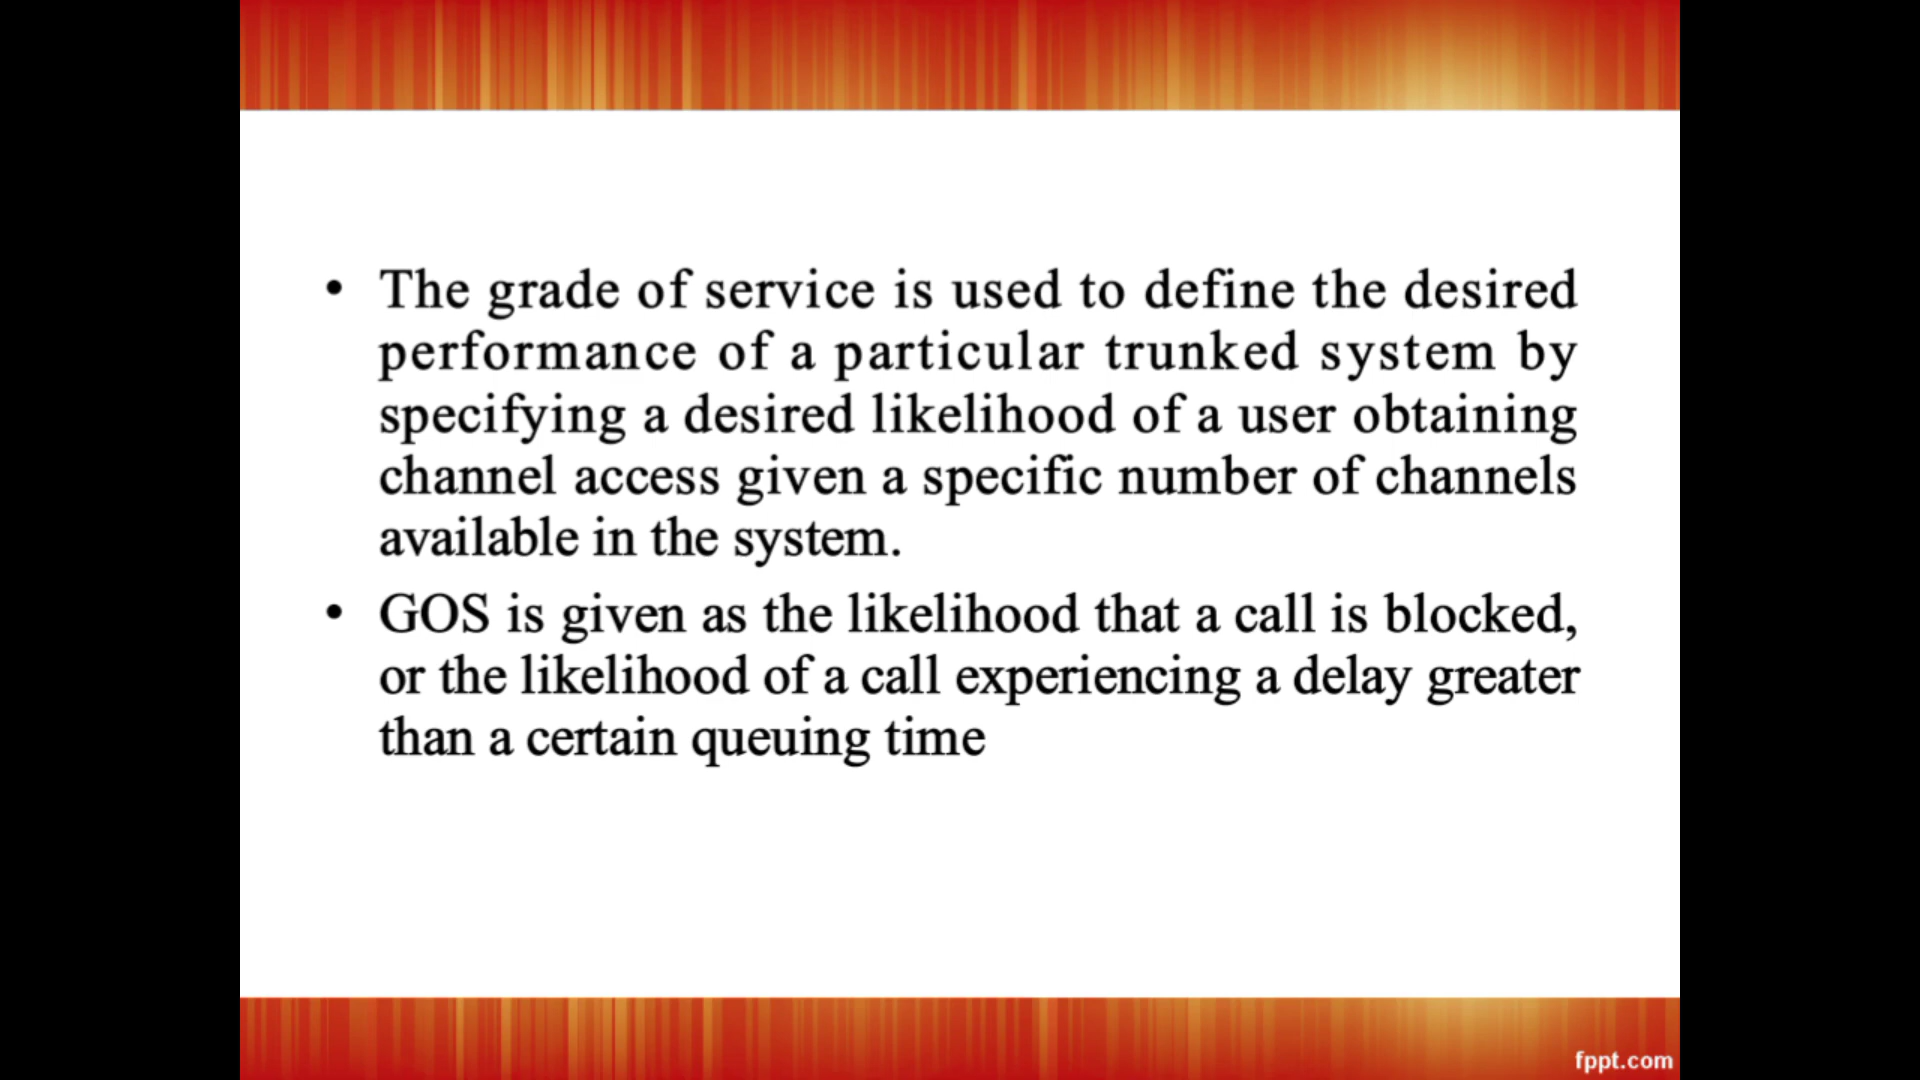 • The grade of service is used to define the desired
performance of a particular trunked system by
specifying a desired likelihood of a user obtaining
channel access given a specific number of channels
available in the system.
• GOS is given as the likelihood that a call is blocked,
or the likelihood of a call experiencing a delay greater
than a certain queuing time
fppt.com